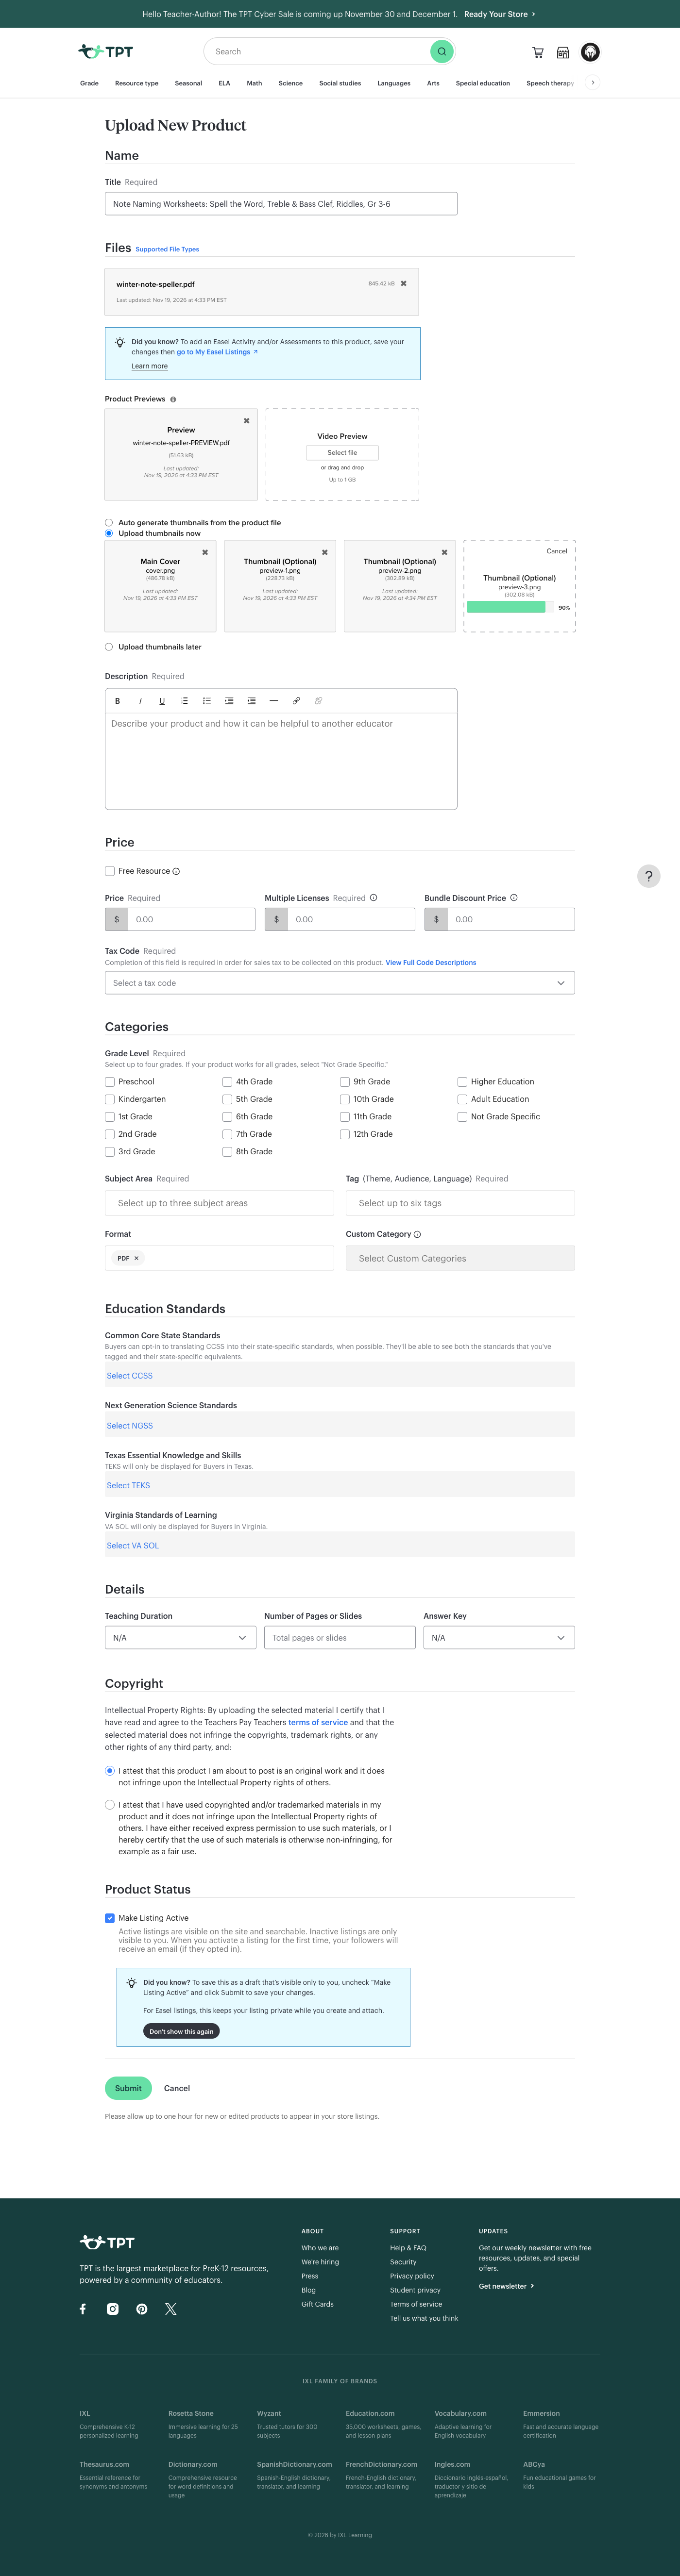 Hello Teacher-Author! The TPT Cyber Sale is coming up November 30 and December 1. Ready Your Store
TPT
Search
Grade Resource type Seasonal ELA Math Science Social studies Languages Arts Special education Speech therapy
Upload New Product
Name
Title Required
Note Naming Worksheets: Spell the Word, Treble & Bass Clef, Riddles, Gr 3-6
Files Supported File Types
winter-note-speller.pdf 845.42 kB
Last updated: Nov 19, 2026 at 4:33 PM EST
Did you know? To add an Easel Activity and/or Assessments to this product, save your
changes then go to My Easel Listings
Learn more
Product Previews
Preview
winter-note-speller-PREVIEW.pdf
(51.63 kB)
Last updated:
Nov 19, 2026 at 4:33 PM EST
Video Preview
Select file
or drag and drop
Up to 1 GB
Auto generate thumbnails from the product file
Upload thumbnails now
Main Cover
cover.png
(486.78 kB)
Last updated:
Nov 19, 2026 at 4:33 PM EST
Thumbnail (Optional)
preview-1.png
(228.73 kB)
Last updated:
Nov 19, 2026 at 4:33 PM EST
Thumbnail (Optional)
preview-2.png
(302.89 kB)
Last updated:
Nov 19, 2026 at 4:34 PM EST
Cancel
Thumbnail (Optional)
preview-3.png
(302.08 kB)
90%
Upload thumbnails later
Description Required
B I U
Describe your product and how it can be helpful to another educator
Price
Free Resource
?
Price Required Multiple Licenses Required Bundle Discount Price
$ 0.00 $ 0.00 $ 0.00
Tax Code Required
Completion of this field is required in order for sales tax to be collected on this product. View Full Code Descriptions
Select a tax code
Categories
Grade Level Required
Select up to four grades. If your product works for all grades, select "Not Grade Specific."
Preschool 4th Grade 9th Grade Higher Education
Kindergarten 5th Grade 10th Grade Adult Education
1st Grade 6th Grade 11th Grade Not Grade Specific
2nd Grade 7th Grade 12th Grade
3rd Grade 8th Grade
Subject Area Required Tag (Theme, Audience, Language) Required
Select up to three subject areas Select up to six tags
Format Custom Category
PDF Select Custom Categories
Education Standards
Common Core State Standards
Buyers can opt-in to translating CCSS into their state-specific standards, when possible. They'll be able to see both the standards that you've
tagged and their state-specific equivalents.
Select CCSS
Next Generation Science Standards
Select NGSS
Texas Essential Knowledge and Skills
TEKS will only be displayed for Buyers in Texas.
Select TEKS
Virginia Standards of Learning
VA SOL will only be displayed for Buyers in Virginia.
Select VA SOL
Details
Teaching Duration Number of Pages or Slides Answer Key
N/A Total pages or slides N/A
Copyright
Intellectual Property Rights: By uploading the selected material I certify that I
have read and agree to the Teachers Pay Teachers terms of service and that the
selected material does not infringe the copyrights, trademark rights, or any
other rights of any third party, and:
I attest that this product I am about to post is an original work and it does
not infringe upon the Intellectual Property rights of others.
I attest that I have used copyrighted and/or trademarked materials in my
product and it does not infringe upon the Intellectual Property rights of
others. I have either received express permission to use such materials, or I
hereby certify that the use of such materials is otherwise non-infringing, for
example as a fair use.
Product Status
Make Listing Active
Active listings are visible on the site and searchable. Inactive listings are only
visible to you. When you activate a listing for the first time, your followers will
receive an email (if they opted in).
Did you know? To save this as a draft that's visible only to you, uncheck "Make
Listing Active" and click Submit to save your changes.
For Easel listings, this keeps your listing private while you create and attach.
Don't show this again
Submit Cancel
Please allow up to one hour for new or edited products to appear in your store listings.
TPT
TPT is the largest marketplace for PreK-12 resources,
powered by a community of educators.
ABOUT
Who we are
We're hiring
Press
Blog
Gift Cards
SUPPORT
Help & FAQ
Security
Privacy policy
Student privacy
Terms of service
Tell us what you think
UPDATES
Get our weekly newsletter with free
resources, updates, and special
offers.
Get newsletter
IXL FAMILY OF BRANDS
IXL
Comprehensive K-12
personalized learning
Rosetta Stone
Immersive learning for 25
languages
Wyzant
Trusted tutors for 300
subjects
Education.com
35,000 worksheets, games,
and lesson plans
Vocabulary.com
Adaptive learning for
English vocabulary
Emmersion
Fast and accurate language
certification
Thesaurus.com
Essential reference for
synonyms and antonyms
Dictionary.com
Comprehensive resource
for word definitions and
usage
SpanishDictionary.com
Spanish-English dictionary,
translator, and learning
FrenchDictionary.com
French-English dictionary,
translator, and learning
Ingles.com
Diccionario inglés-español,
traductor y sitio de
aprendizaje
ABCya
Fun educational games for
kids
© 2026 by IXL Learning